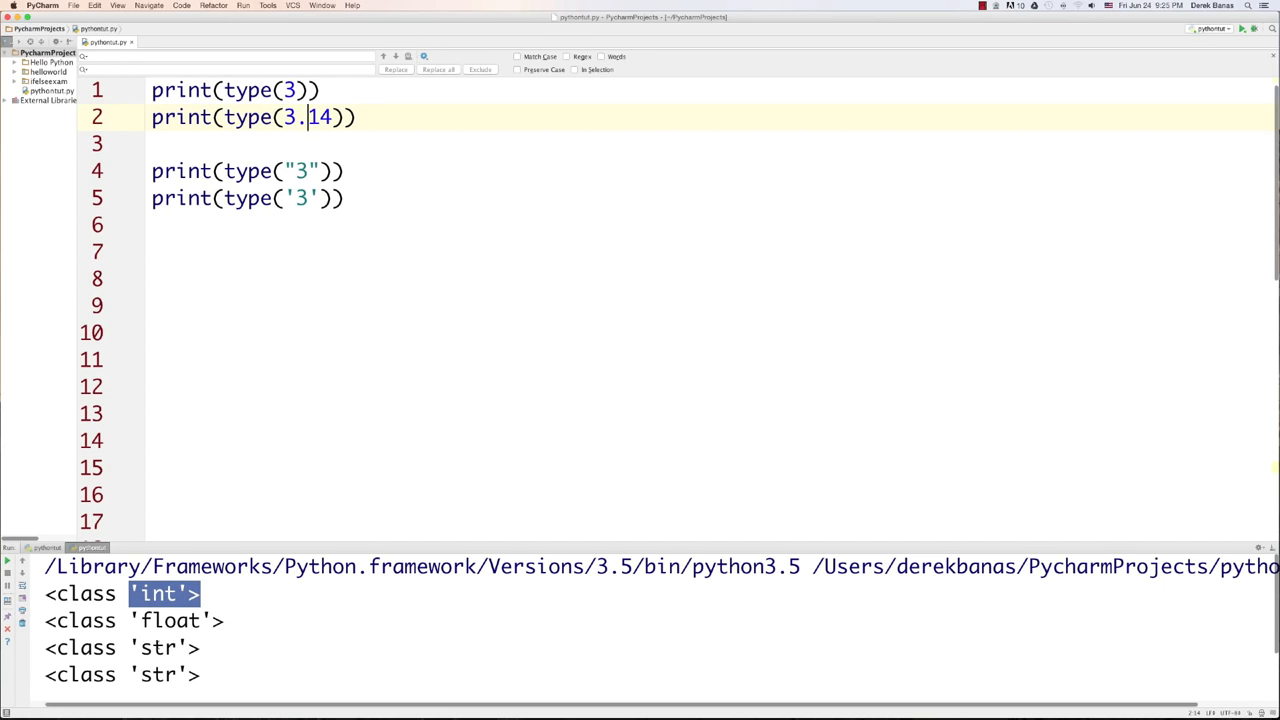 PyCharm File Edit View Navigate Code Refactor Run Tools VCS Window Help 10 Fri Jun 24 9:25 PM Derek Banas
pythontut.py - PycharmProjects - [~/PycharmProjects]
PycharmProjects pythontut.py pythontut
pythontut.py ×
PycharmProject
Hello Python
helloworld
ifelseexam
pythontut.py
External Librarie
Match Case Regex Words
Replace Replace all Exclude Preserve Case In Selection
1 print(type(3))
2 print(type(3.14))
3
4 print(type("3"))
5 print(type('3'))
6
7
8
9
10
11
12
13
14
15
16
17
Run: pythontut pythontut
/Library/Frameworks/Python.framework/Versions/3.5/bin/python3.5 /Users/derekbanas/PycharmProjects/pytho
<class 'int'>
<class 'float'>
<class 'str'>
<class 'str'>
2:14 LF÷ UTF-8÷